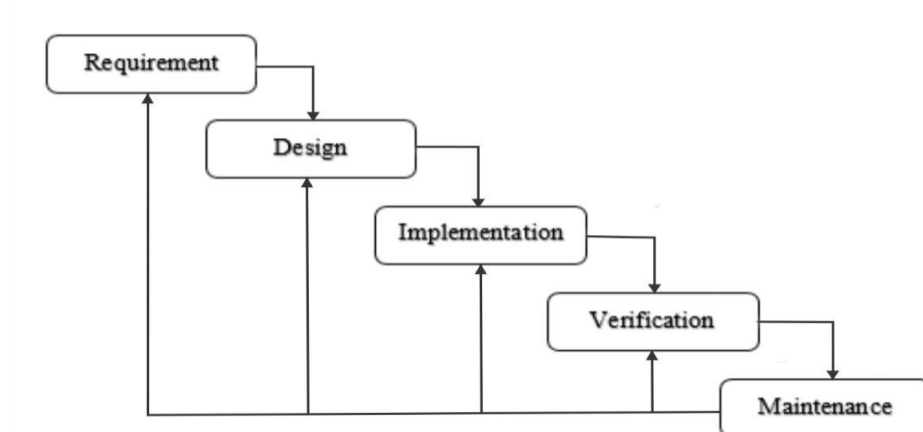 Requirement
Design
Implementation
Verification
Maintenance